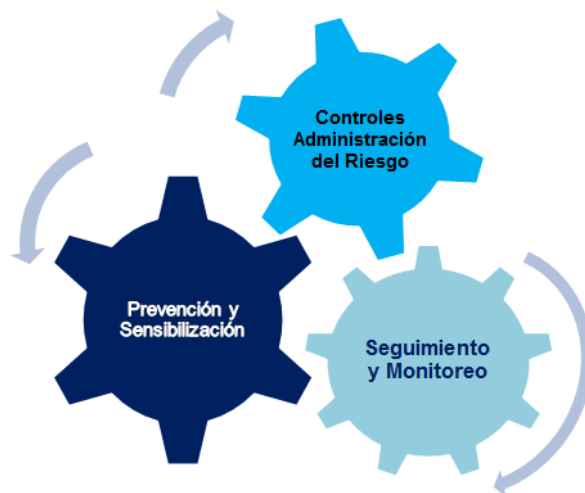 Controles
Administración
del Riesgo
Prevención y
Sensibilización
Seguimiento
y Monitoreo